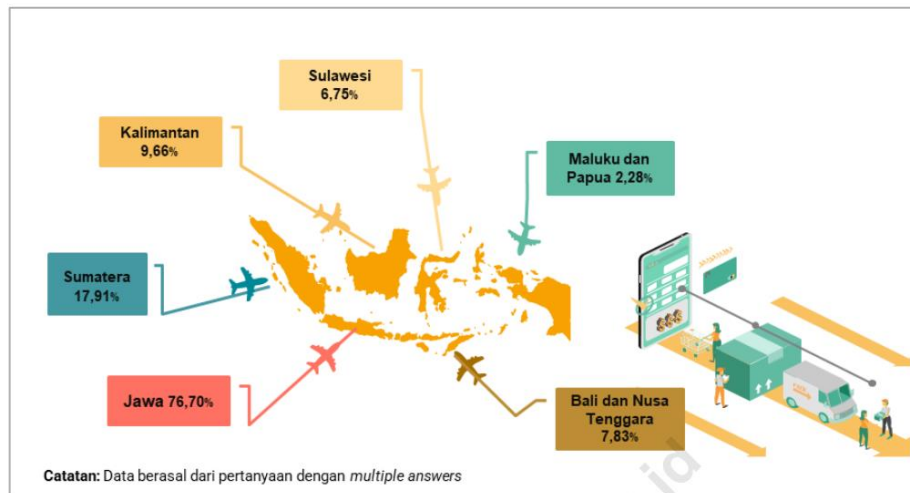 Sulawesi
6,75%
Kalimantan
9,66%
Maluku dan
Papua 2,28%
Sumatera
17,91%
Jawa 76,70%
Bali dan Nusa
Tenggara
7,83%
Catatan: Data berasal dari pertanyaan dengan multiple answers
id